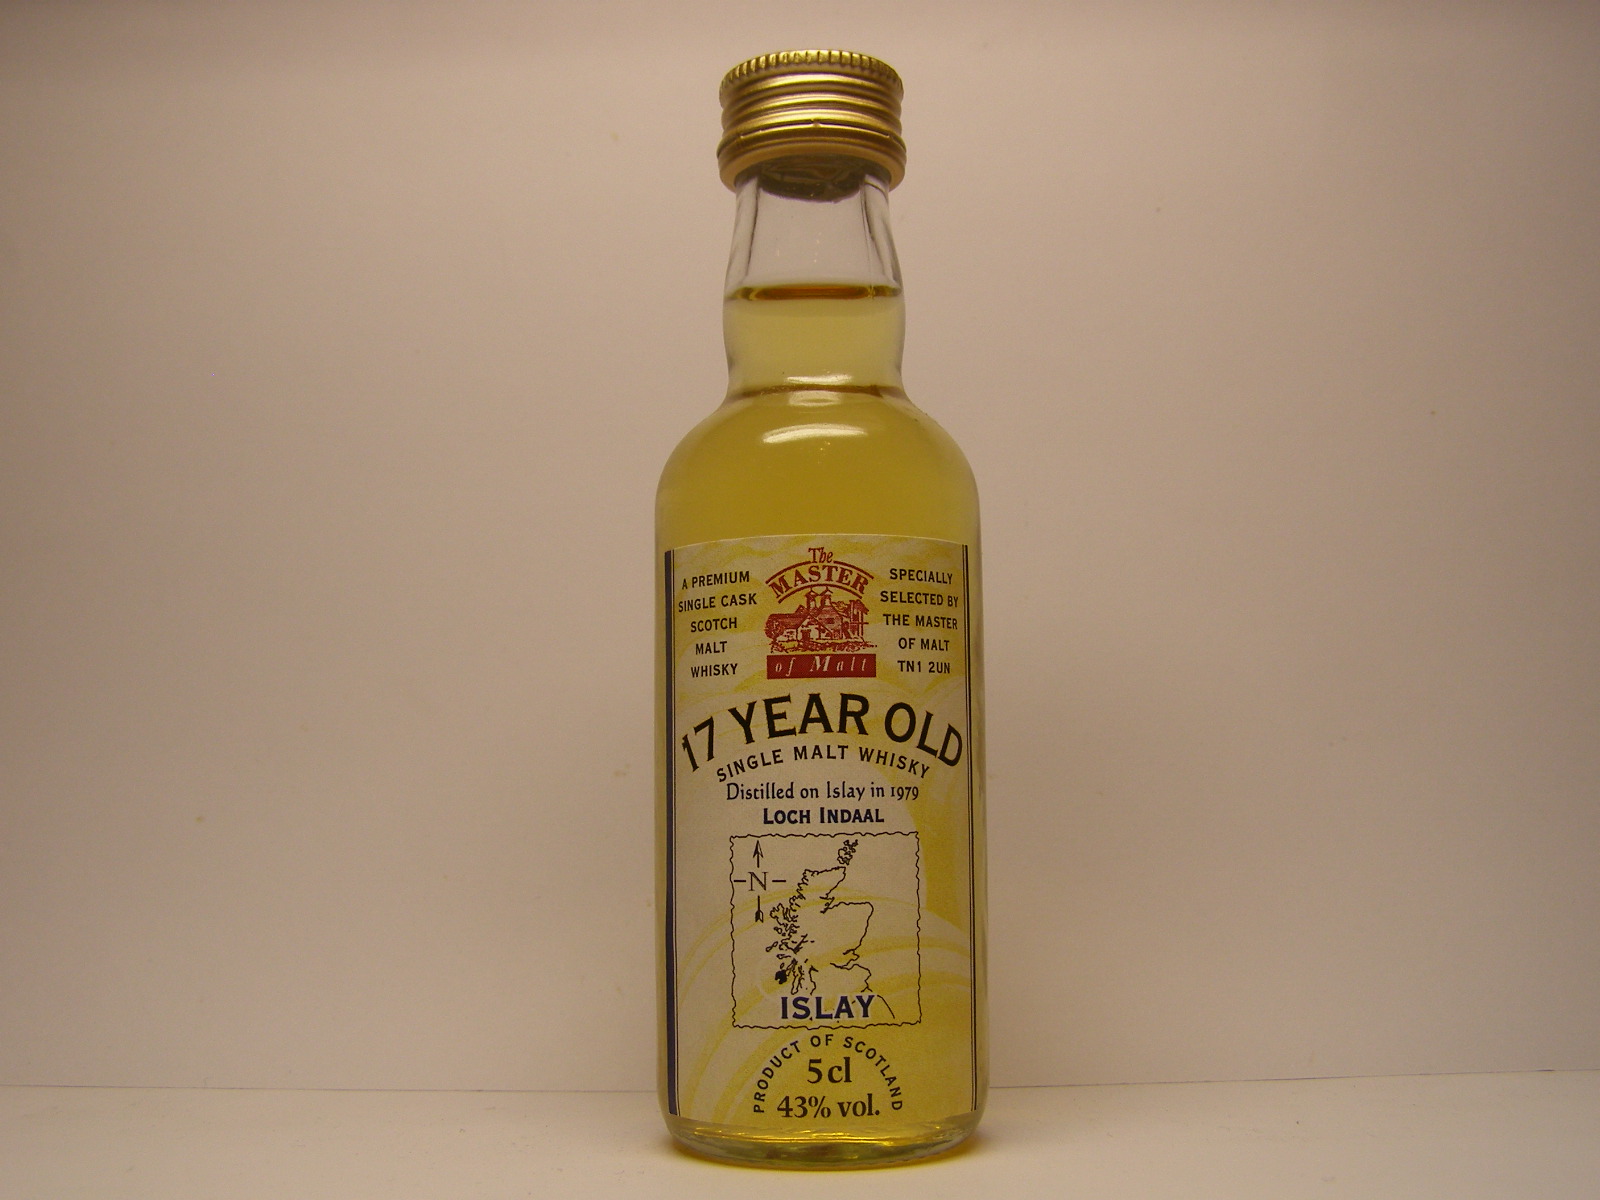 The
MASTER
of Malt
A PREMIUM
SINGLE CASK
SCOTCH
MALT
WHISKY
SPECIALLY
SELECTED BY
THE MASTER
OF MALT
TN1 2UN
17 YEAR OLD
SINGLE MALT WHISKY
Distilled on Islay in 1979
LOCH INDAAL
N
ISLAY
PRODUCT OF SCOTLAND
5cl
43% vol.